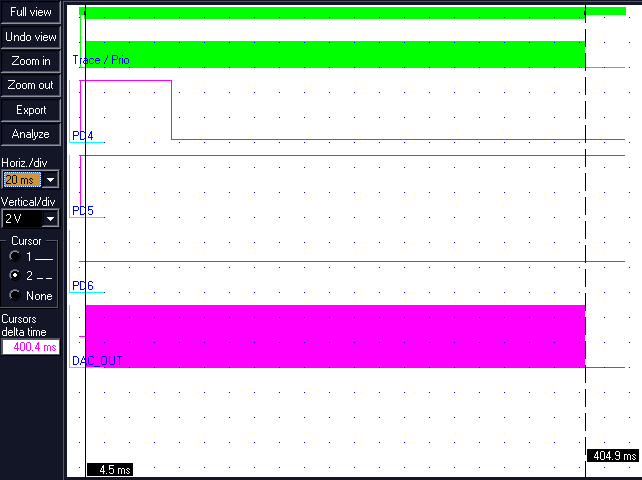 Full view
Undo view
Zoom in
Zoom out
Export
Analyze
Horiz./div
20 ms
Vertical/div
2 V
Cursor
1 ___
2 _ _
None
Cursors
delta time
400.4 ms
Trace / Prio
PD4
PD5
PD6
DAC_OUT
4.5 ms
404.9 ms